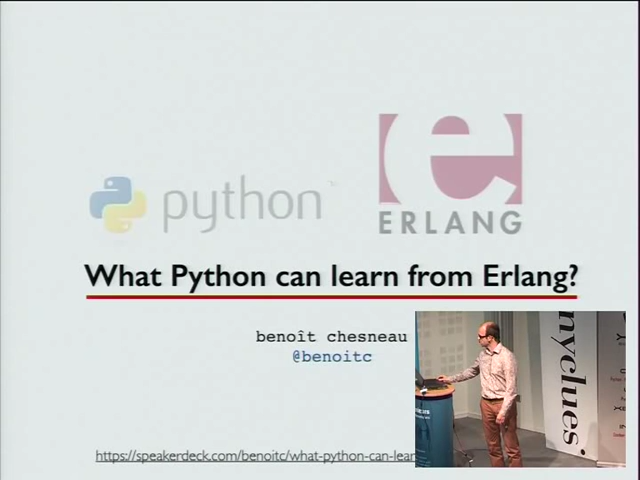 python
ERLANG
What Python can learn from Erlang?
benoît chesneau
@benoitc
https://speakerdeck.com/benoitc/what-python-can-lear
nyclues